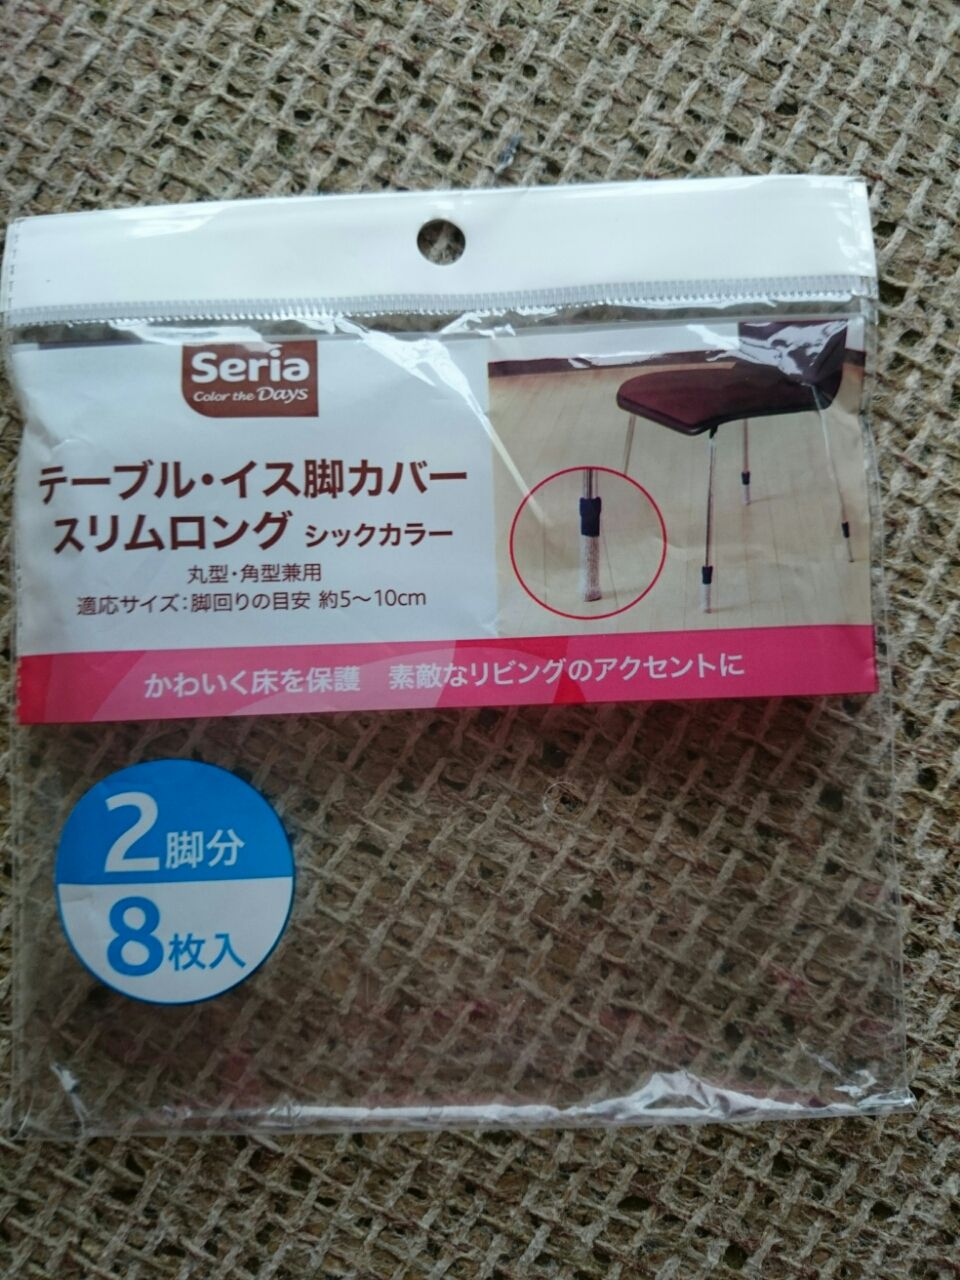 Seria
Color the Days
テーブル・イス脚カバー
スリムロング シックカラー
丸型・角型兼用
適応サイズ:脚回りの目安 約5〜10cm
かわいく床を保護 素敵なリビングのアクセントに
2脚分
8枚入